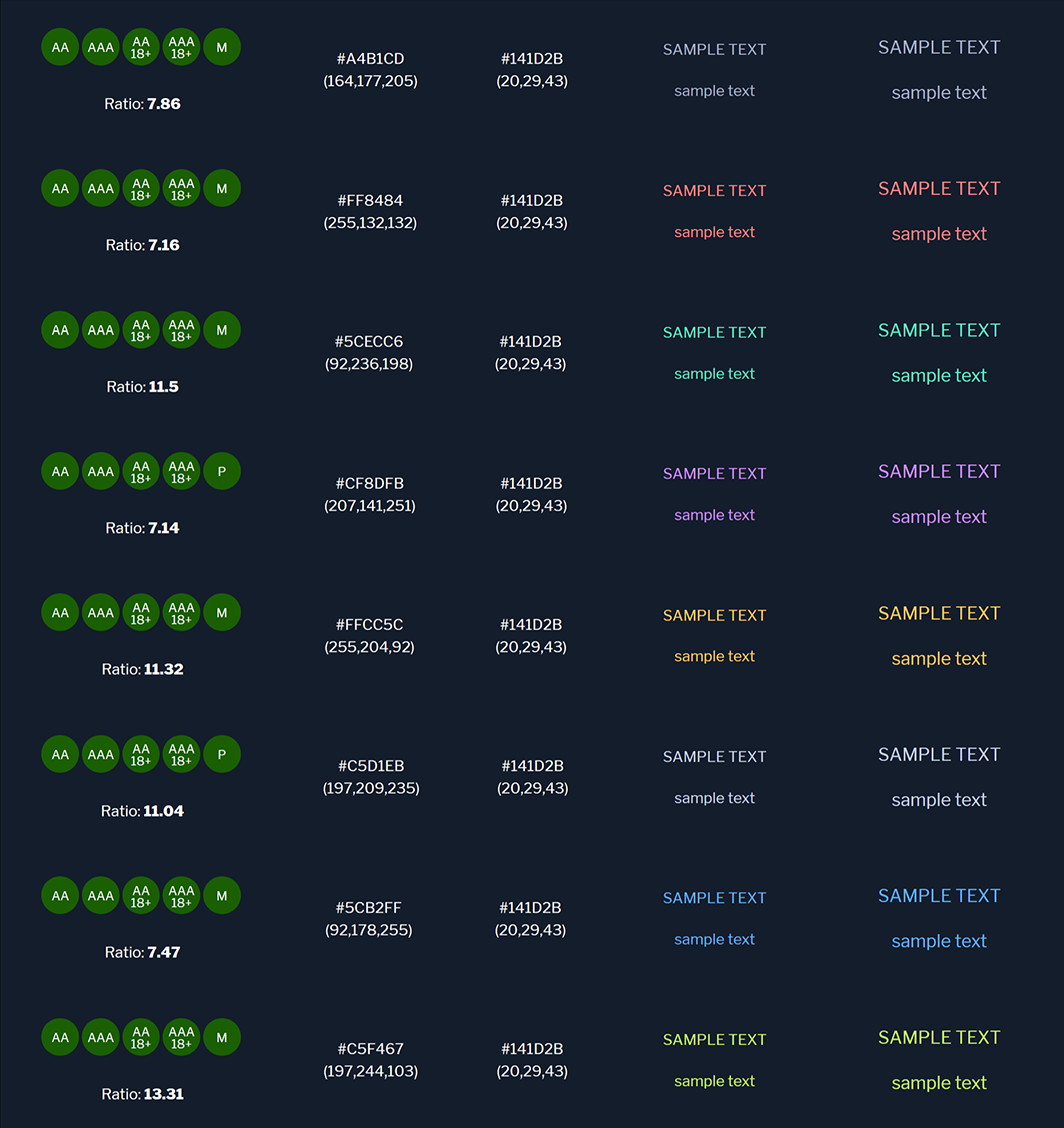 AA AAA AA 18+ AAA 18+ M
Ratio: 7.86
#A4B1CD
(164,177,205)
#141D2B
(20,29,43)
SAMPLE TEXT
sample text
SAMPLE TEXT
sample text
AA AAA AA 18+ AAA 18+ M
Ratio: 7.16
#FF8484
(255,132,132)
#141D2B
(20,29,43)
SAMPLE TEXT
sample text
SAMPLE TEXT
sample text
AA AAA AA 18+ AAA 18+ M
Ratio: 11.5
#5CECC6
(92,236,198)
#141D2B
(20,29,43)
SAMPLE TEXT
sample text
SAMPLE TEXT
sample text
AA AAA AA 18+ AAA 18+ P
Ratio: 7.14
#CF8DFB
(207,141,251)
#141D2B
(20,29,43)
SAMPLE TEXT
sample text
SAMPLE TEXT
sample text
AA AAA AA 18+ AAA 18+ M
Ratio: 11.32
#FFCC5C
(255,204,92)
#141D2B
(20,29,43)
SAMPLE TEXT
sample text
SAMPLE TEXT
sample text
AA AAA AA 18+ AAA 18+ P
Ratio: 11.04
#C5D1EB
(197,209,235)
#141D2B
(20,29,43)
SAMPLE TEXT
sample text
SAMPLE TEXT
sample text
AA AAA AA 18+ AAA 18+ M
Ratio: 7.47
#5CB2FF
(92,178,255)
#141D2B
(20,29,43)
SAMPLE TEXT
sample text
SAMPLE TEXT
sample text
AA AAA AA 18+ AAA 18+ M
Ratio: 13.31
#C5F467
(197,244,103)
#141D2B
(20,29,43)
SAMPLE TEXT
sample text
SAMPLE TEXT
sample text